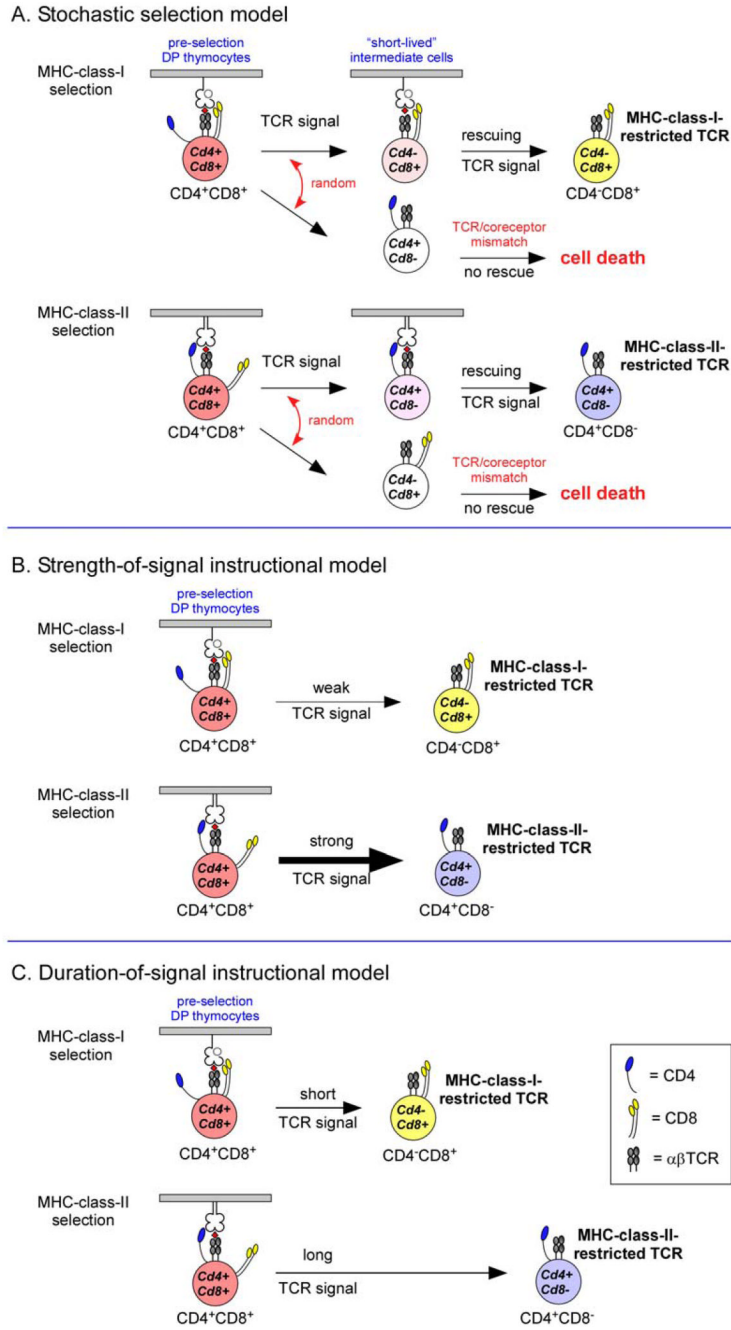 A. Stochastic selection model
pre-selection
DP thymocytes
"short-lived"
intermediate cells
MHC-class-I
selection
TCR signal
random
Cd4+
Cd8+
CD4⁺CD8⁺
Cd4-
Cd8+
rescuing
TCR signal
MHC-class-I-
restricted TCR
Cd4-
Cd8+
CD4⁻CD8⁺
Cd4+
Cd8-
TCR/coreceptor
mismatch
no rescue
cell death
MHC-class-II
selection
TCR signal
random
Cd4+
Cd8+
CD4⁺CD8⁺
Cd4+
Cd8-
rescuing
TCR signal
MHC-class-II-
restricted TCR
Cd4+
Cd8-
CD4⁺CD8⁻
Cd4-
Cd8+
TCR/coreceptor
mismatch
no rescue
cell death
B. Strength-of-signal instructional model
pre-selection
DP thymocytes
MHC-class-I
selection
Cd4+
Cd8+
CD4⁺CD8⁺
weak
TCR signal
Cd4-
Cd8+
CD4⁻CD8⁺
MHC-class-I-
restricted TCR
MHC-class-II
selection
Cd4+
Cd8+
CD4⁺CD8⁺
strong
TCR signal
Cd4+
Cd8-
CD4⁺CD8⁻
MHC-class-II-
restricted TCR
C. Duration-of-signal instructional model
pre-selection
DP thymocytes
MHC-class-I
selection
Cd4+
Cd8+
CD4⁺CD8⁺
short
TCR signal
Cd4-
Cd8+
CD4⁻CD8⁺
MHC-class-I-
restricted TCR
= CD4
= CD8
= αβTCR
MHC-class-II
selection
Cd4+
Cd8+
CD4⁺CD8⁺
long
TCR signal
Cd4+
Cd8-
CD4⁺CD8⁻
MHC-class-II-
restricted TCR